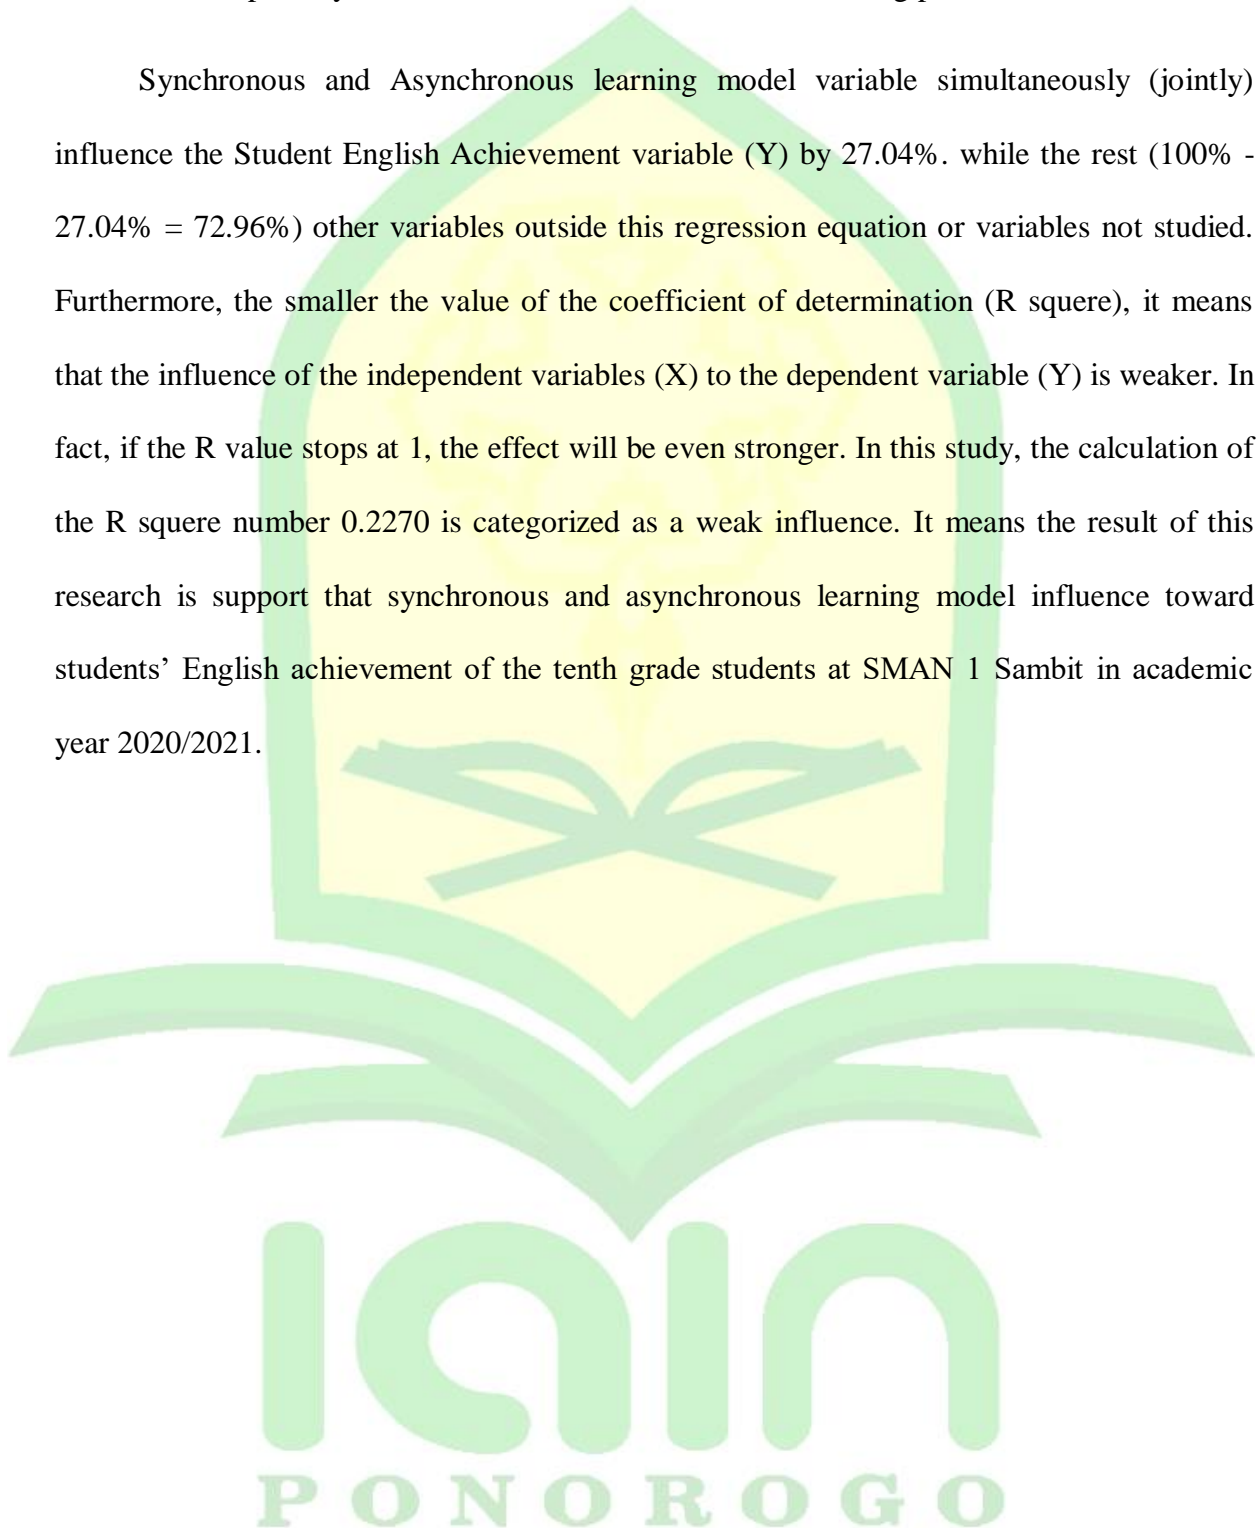 Synchronous and Asynchronous learning model variable simultaneously (jointly)
influence the Student English Achievement variable (Y) by 27.04%. while the rest (100% -
27.04% = 72.96%) other variables outside this regression equation or variables not studied.
Furthermore, the smaller the value of the coefficient of determination (R squere), it means
that the influence of the independent variables (X) to the dependent variable (Y) is weaker. In
fact, if the R value stops at 1, the effect will be even stronger. In this study, the calculation of
the R squere number 0.2270 is categorized as a weak influence. It means the result of this
research is support that synchronous and asynchronous learning model influence toward
students’ English achievement of the tenth grade students at SMAN 1 Sambit in academic
year 2020/2021.
iain
PONOROGO